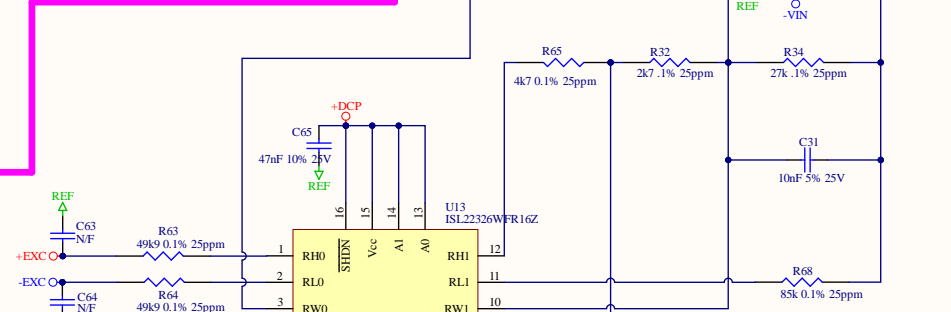 REF
-VIN
R65
R32
R34
4k7 0.1% 25ppm
2k7 .1% 25ppm
27k .1% 25ppm
+DCP
C65
47nF 10% 25V
REF
C31
10nF 5% 25V
REF
C63
N/F
R63
49k9 0.1% 25ppm
+EXC
U13
ISL22326WFR16Z
16
15
14
13
SHDN
Vcc
A1
A0
1
RH0
RH1
12
-EXC
2
RL0
RL1
11
R68
85k 0.1% 25ppm
C64
N/F
R64
49k9 0.1% 25ppm
3
RW0
RW1
10